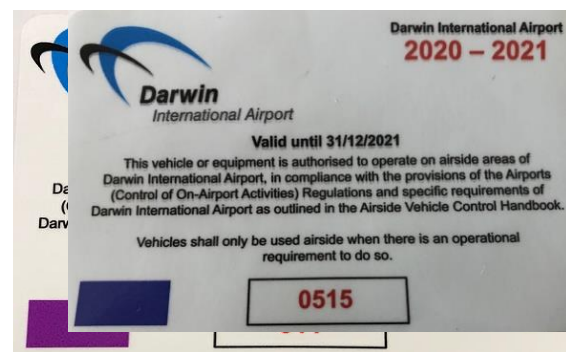 Darwin International Airport
2020 – 2021
Darwin
International Airport
Valid until 31/12/2021
This vehicle or equipment is authorised to operate on airside areas of
Darwin International Airport, in compliance with the provisions of the Airports
(Control of On-Airport Activities) Regulations and specific requirements of
Darwin International Airport as outlined in the Airside Vehicle Control Handbook.
Vehicles shall only be used airside when there is an operational
requirement to do so.
0515